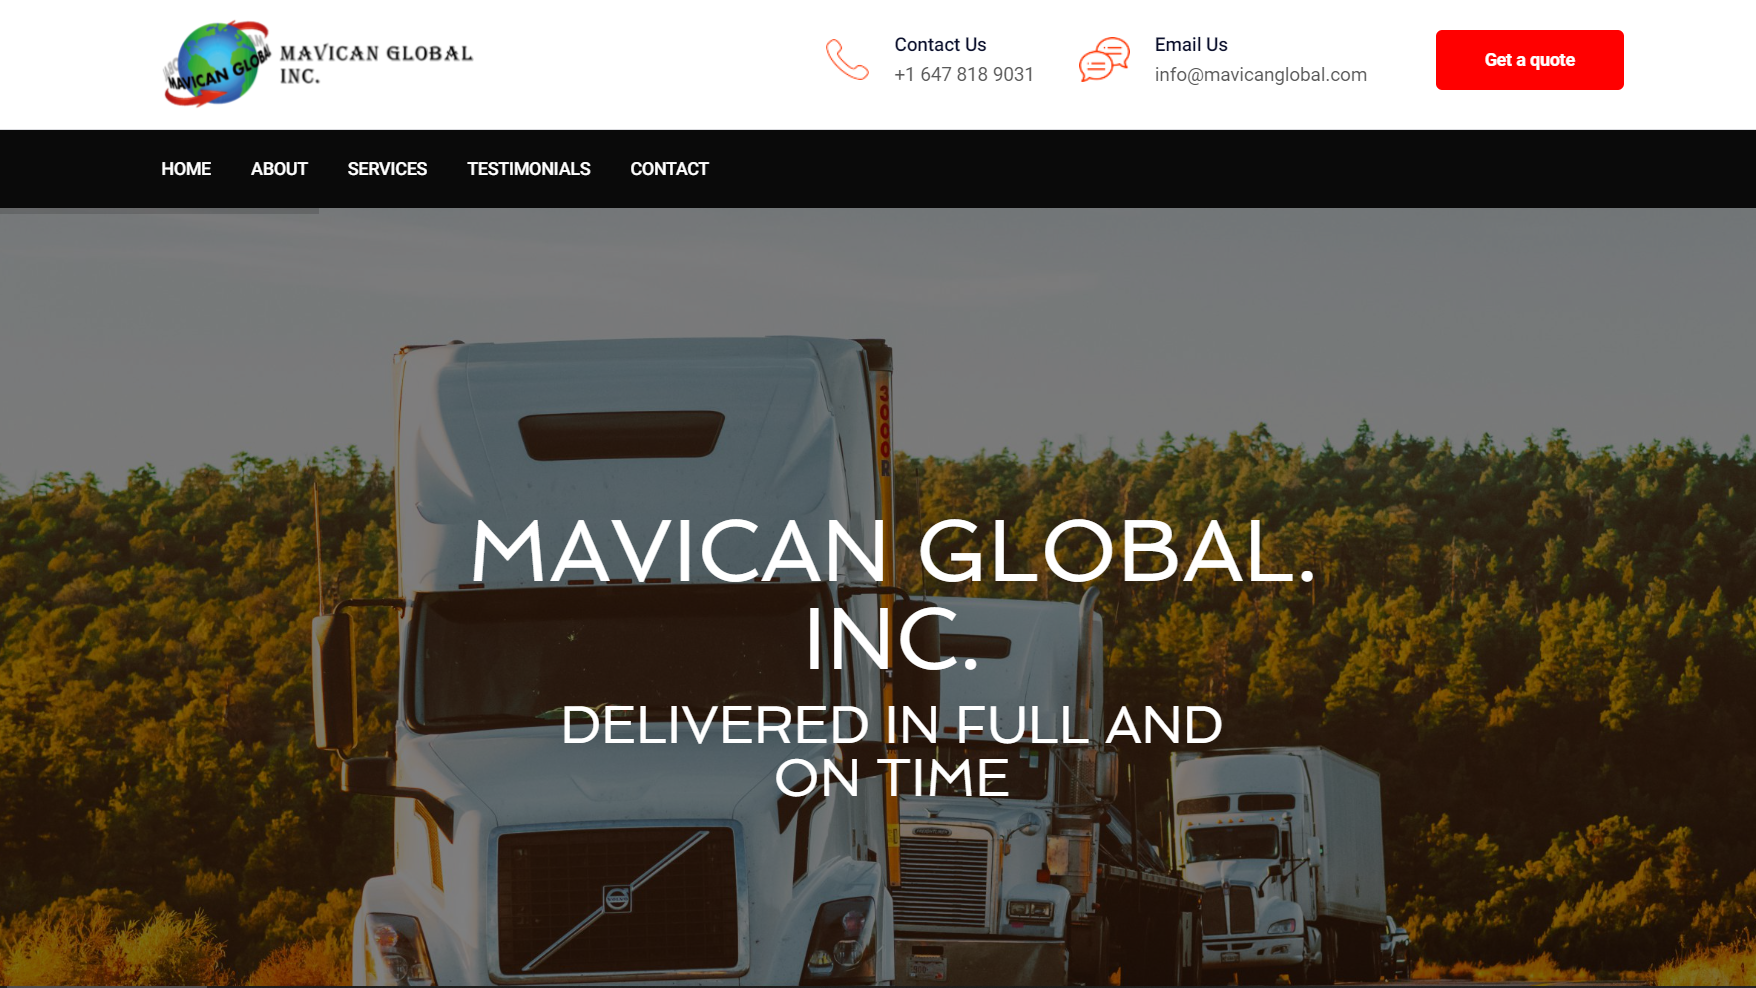 MAVICAN GLOBAL
MAVICAN GLOBAL
INC.
Contact Us
+1 647 818 9031
Email Us
info@mavicanglobal.com
Get a quote
HOME
ABOUT
SERVICES
TESTIMONIALS
CONTACT
3000R
MAVICAN GLOBAL.
INC.
DELIVERED IN FULL AND
ON TIME